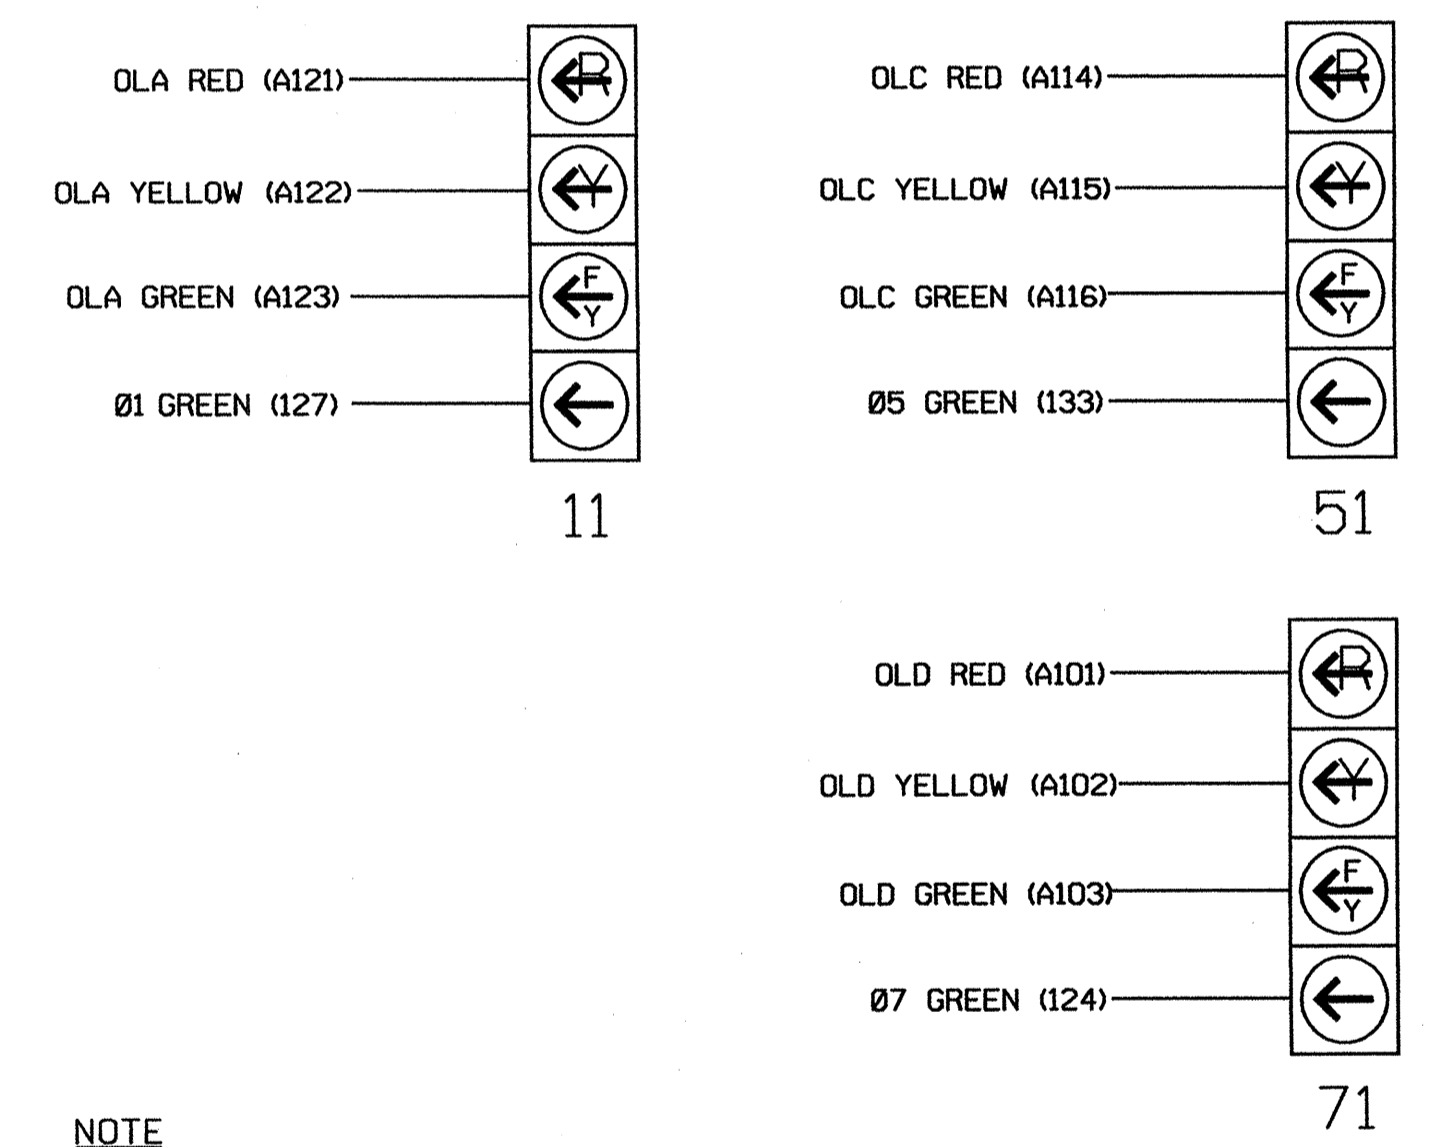 OLA RED (A121)
R
OLA YELLOW (A122)
Y
OLA GREEN (A123)
F
Y
Ø1 GREEN (127)
11
OLC RED (A114)
R
OLC YELLOW (A115)
Y
OLC GREEN (A116)
F
Y
Ø5 GREEN (133)
51
OLD RED (A101)
R
OLD YELLOW (A102)
Y
OLD GREEN (A103)
F
Y
Ø7 GREEN (124)
71
NOTE